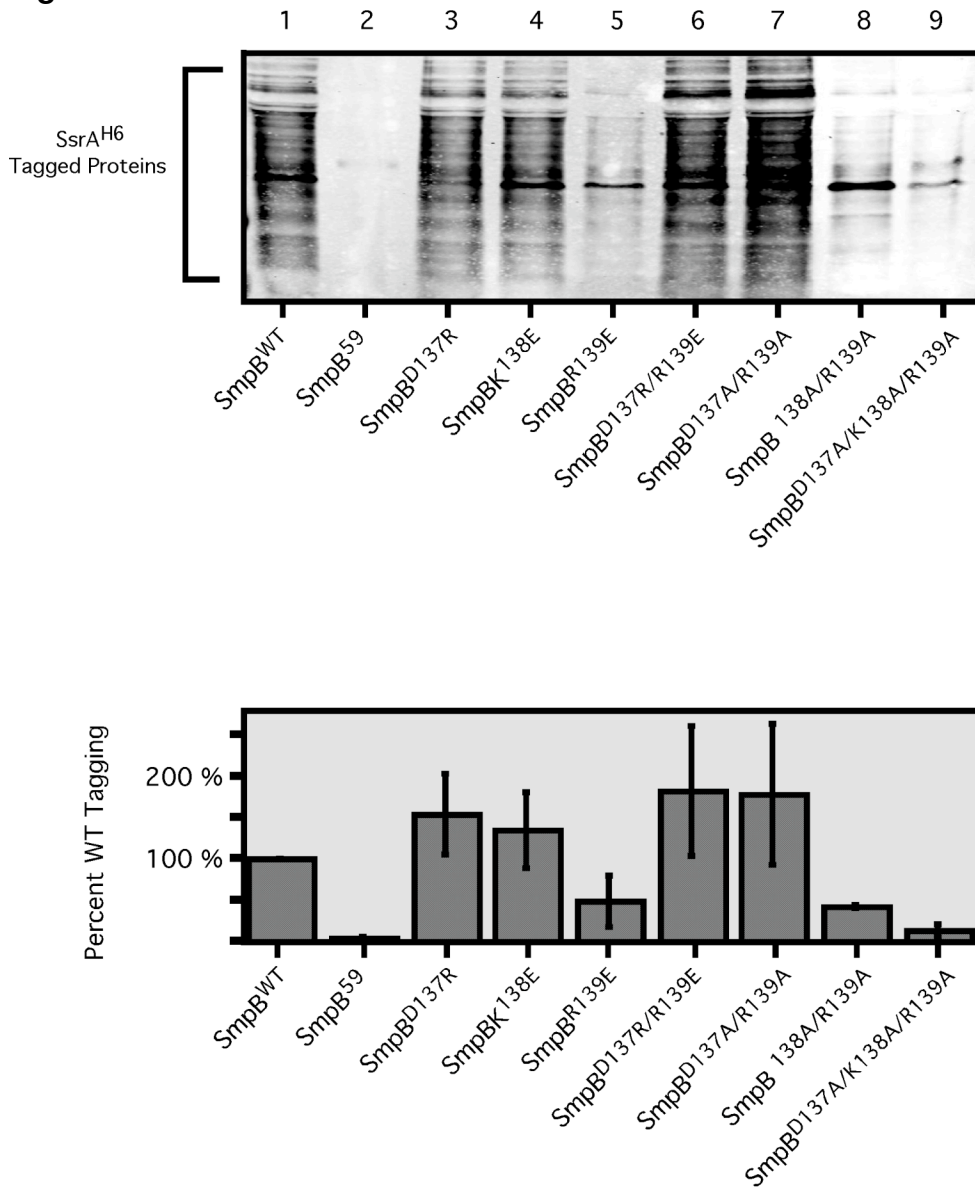 1 2 3 4 5 6 7 8 9
SsrAH6
Tagged Proteins
SmpBWT
SmpB59
SmpBD137R
SmpBK138E
SmpBR139E
SmpBD137R/R139E
SmpBD137A/R139A
SmpB 138A/R139A
SmpBD137A/K138A/R139A
Percent WT Tagging
200 %
100 %
SmpBWT
SmpB59
SmpBD137R
SmpBK138E
SmpBR139E
SmpBD137R/R139E
SmpBD137A/R139A
SmpB 138A/R139A
SmpBD137A/K138A/R139A